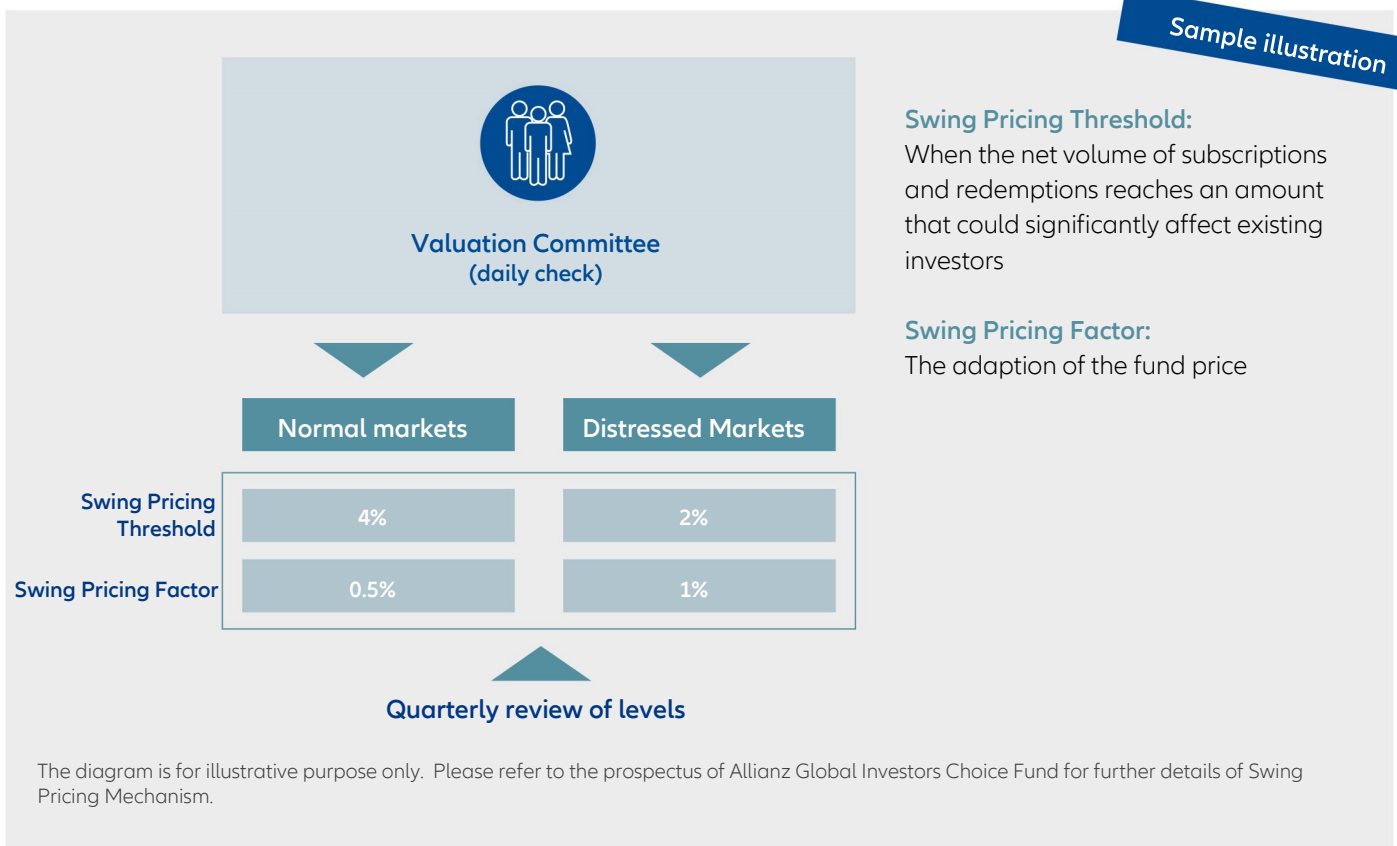 Sample illustration
Valuation Committee
(daily check)
Swing Pricing Threshold:
When the net volume of subscriptions
and redemptions reaches an amount
that could significantly affect existing
investors
Swing Pricing Factor:
The adaption of the fund price
Normal markets
Distressed Markets
Swing Pricing
Threshold
4%
2%
Swing Pricing Factor
0.5%
1%
Quarterly review of levels
The diagram is for illustrative purpose only.  Please refer to the prospectus of Allianz Global Investors Choice Fund for further details of Swing
Pricing Mechanism.